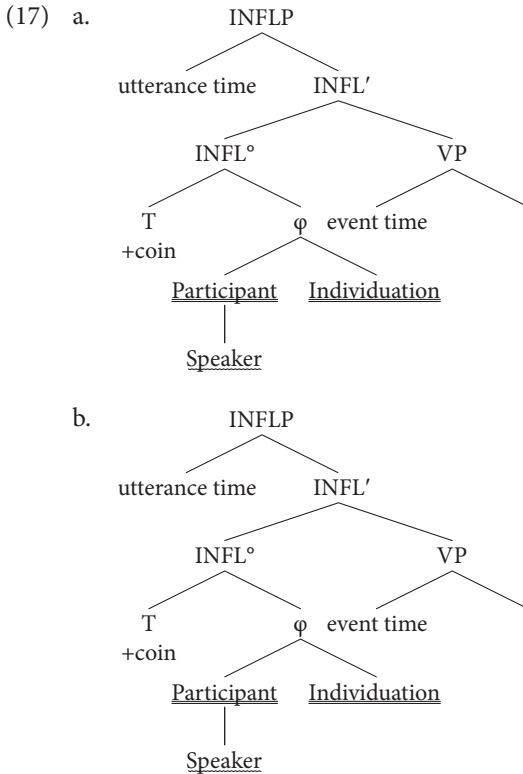 (17) a.
INFLP
utterance time INFL′
INFL° VP
T φ event time
+coin
Participant Individuation
Speaker
b.
INFLP
utterance time INFL′
INFL° VP
T φ event time
+coin
Participant Individuation
Speaker